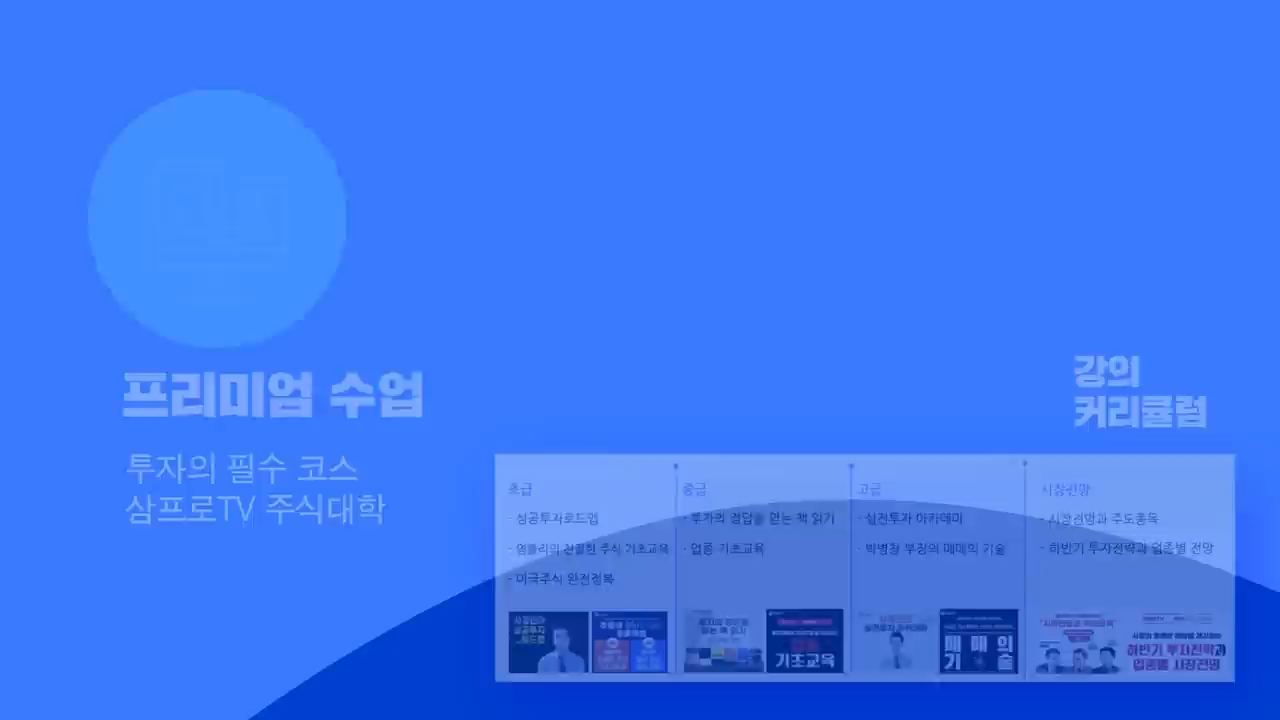 프리미엄 수업
투자의 필수 코스
삼프로TV 주식대학
강의
커리큘럼
초급
- 성공투자로드맵
- 염블리의 친절한 주식 기초교육
- 미국주식 완전정복
중급
- 투자의 정답을 얻는 책 읽기
- 업종 기초교육
고급
- 실전투자 아카데미
- 박병창 부장의 매매의 기술
시장전망
- 시장전망과 주도종목
- 하반기 투자전략과 업종별 전망
성공투자
로드맵
기초교육
매매의
기술
하반기 투자전략과
업종별 시장전망